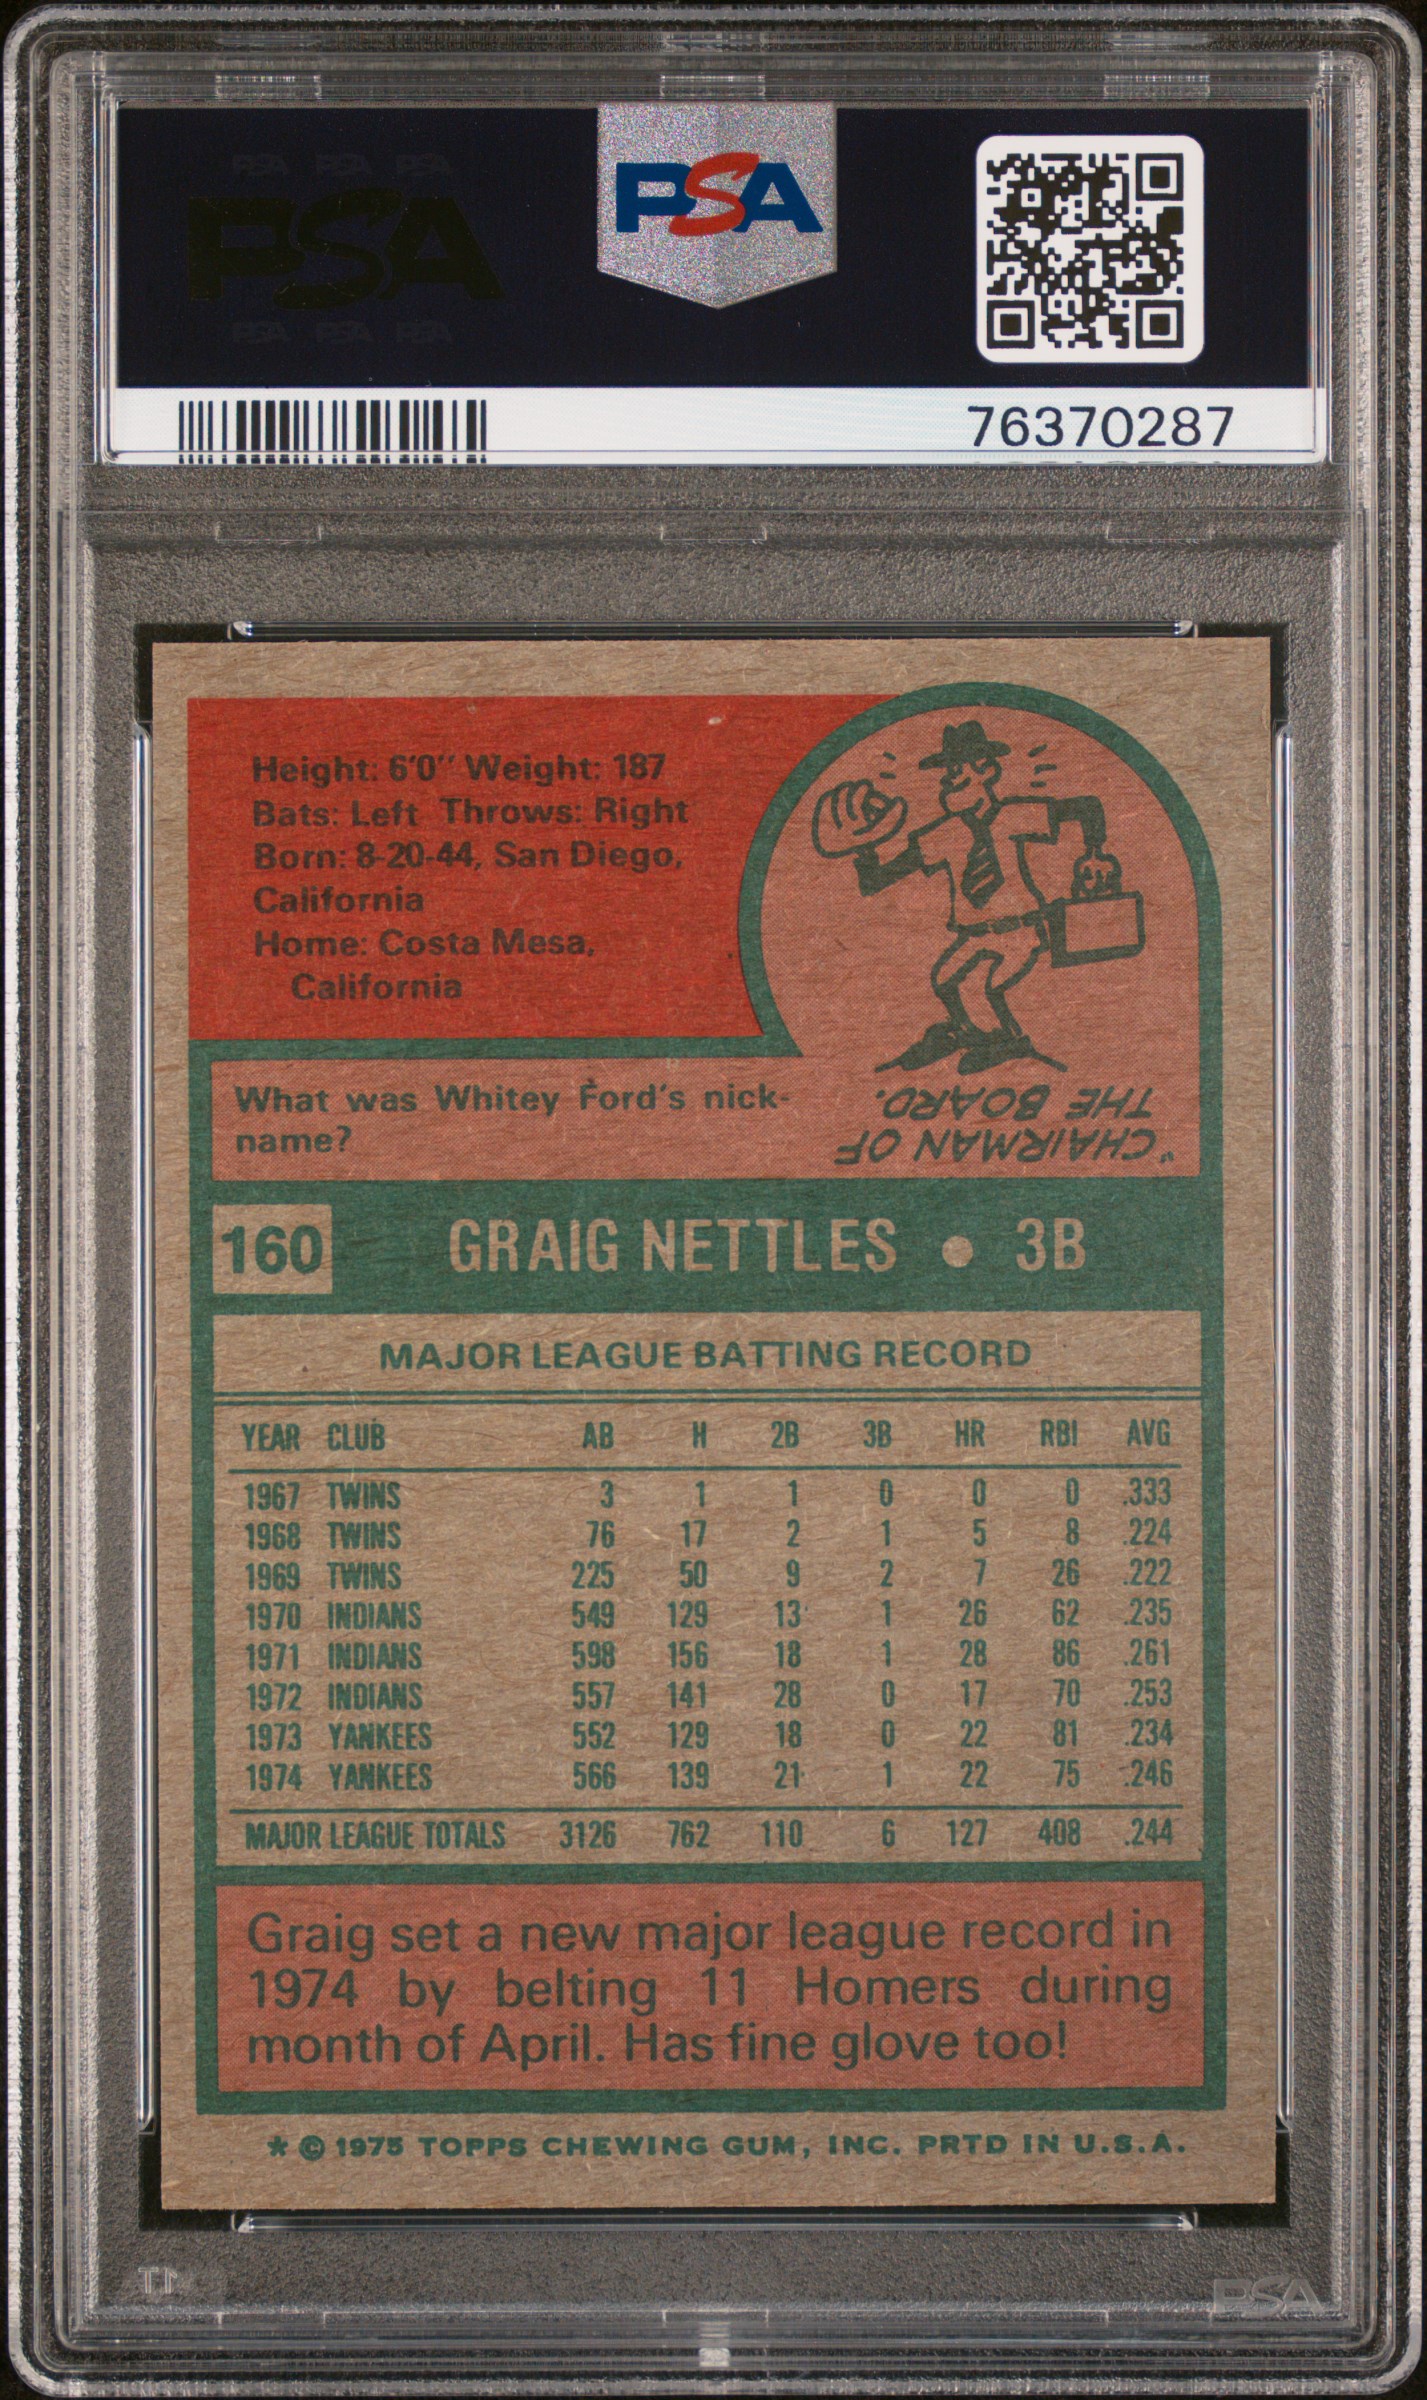 PSA PSA PSA
PSA
PSA PSA PSA
PSA
76370287
Height: 6'0" Weight: 187
Bats: Left Throws: Right
Born: 8-20-44, San Diego,
California
Home: Costa Mesa,
California
What was Whitey Ford's nick-
name?
"CHAIRMAN OF
THE BOARD.
160 GRAIG NETTLES • 3B
MAJOR LEAGUE BATTING RECORD
YEAR CLUB AB H 2B 3B HR RBI AVG
1967 TWINS 3 1 1 0 0 0 .333
1968 TWINS 76 17 2 1 5 8 .224
1969 TWINS 225 50 9 2 7 26 .222
1970 INDIANS 549 129 13 1 26 62 .235
1971 INDIANS 598 156 18 1 28 86 .261
1972 INDIANS 557 141 28 0 17 70 .253
1973 YANKEES 552 129 18 0 22 81 .234
1974 YANKEES 566 139 21 1 22 75 .246
MAJOR LEAGUE TOTALS 3126 762 110 6 127 408 .244
Graig set a new major league record in
1974 by belting 11 Homers during
month of April. Has fine glove too!
* © 1975 TOPPS CHEWING GUM, INC. PRTD IN U.S.A.
PSA